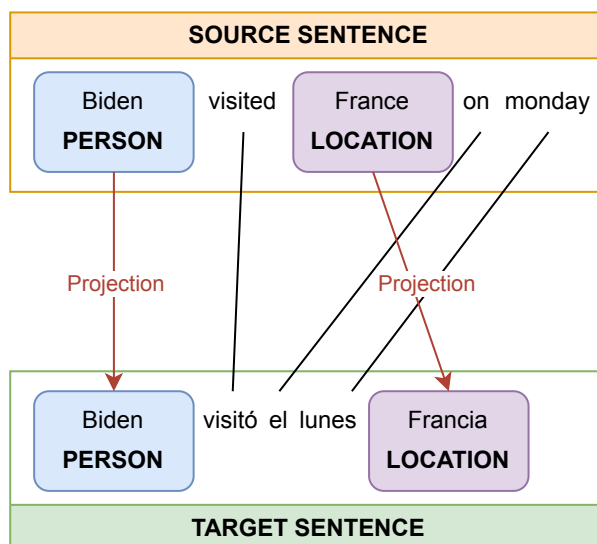 SOURCE SENTENCE
Biden visited France on monday
PERSON LOCATION
Projection Projection
Biden visitó el lunes Francia
PERSON LOCATION
TARGET SENTENCE